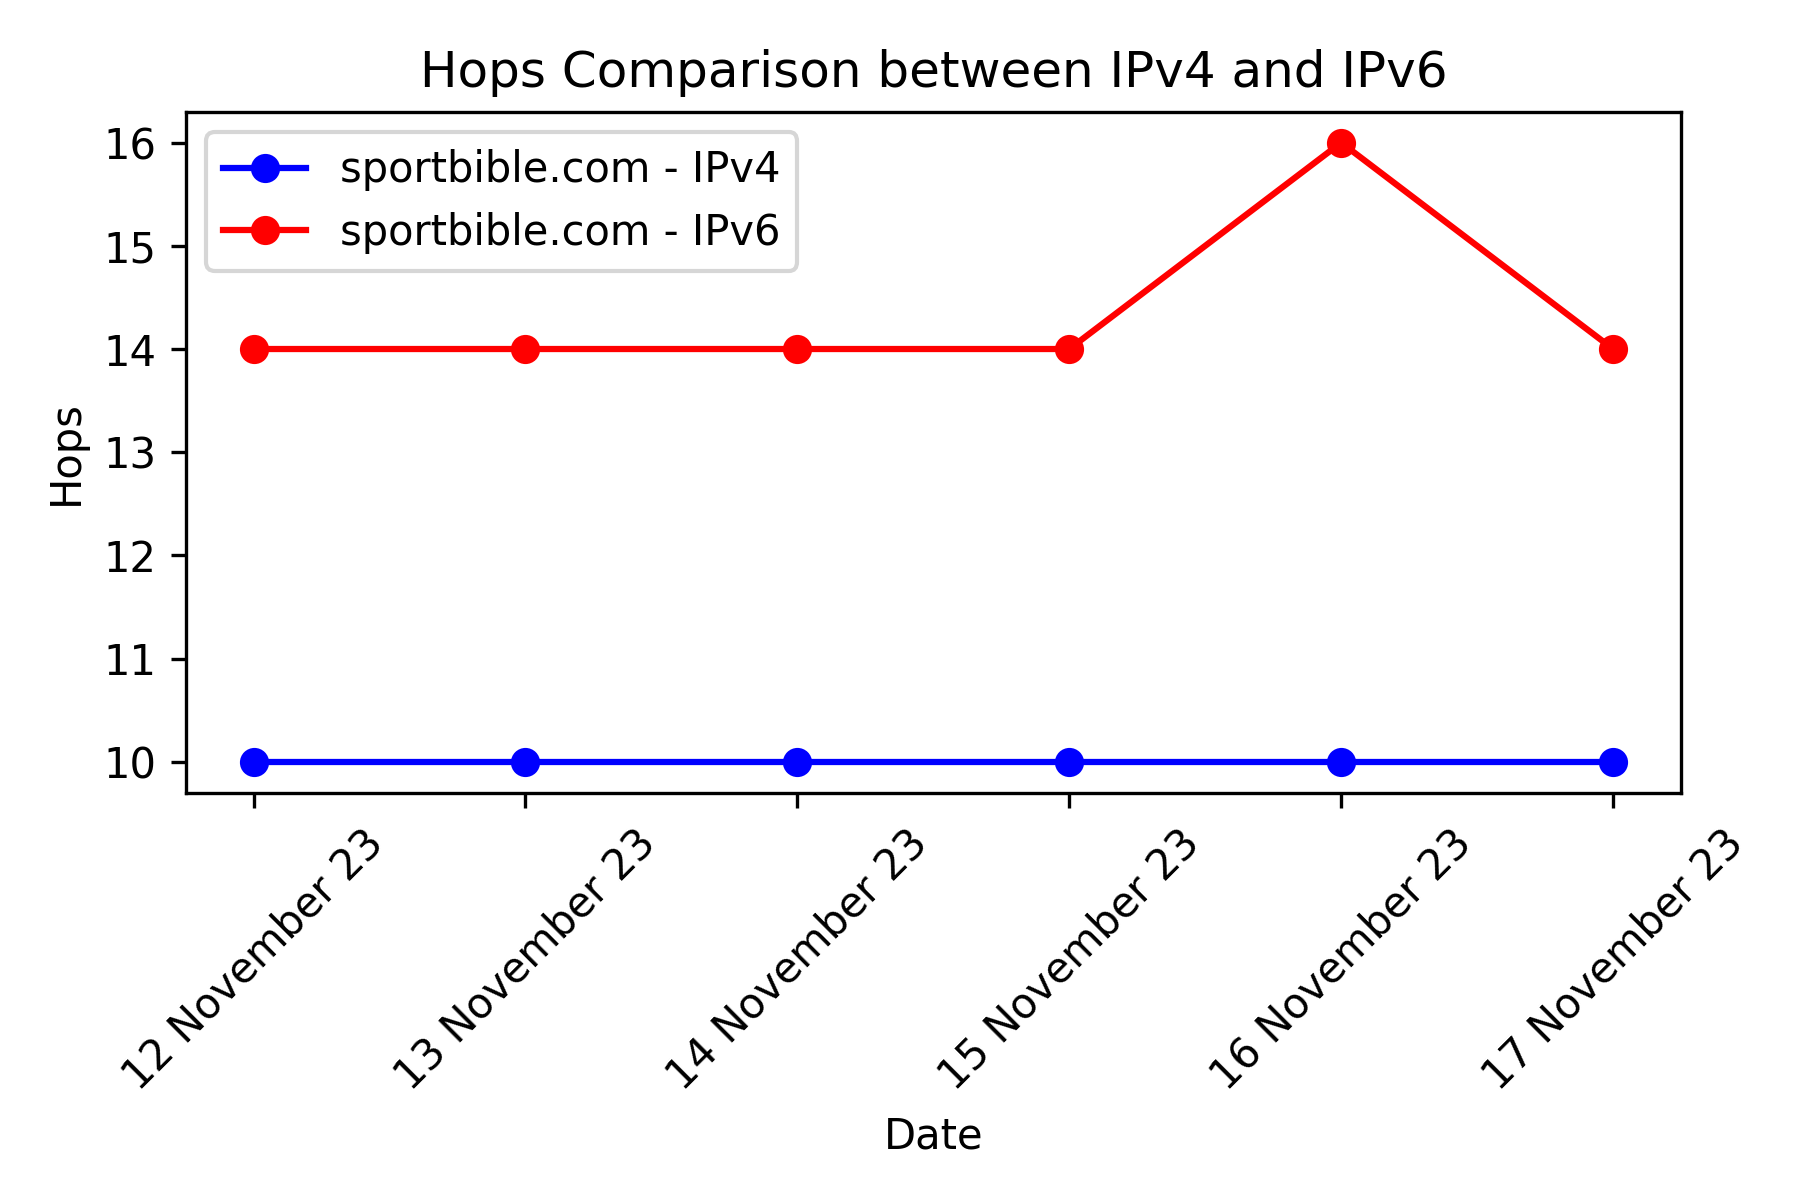 Hops Comparison between IPv4 and IPv6
sportbible.com - IPv4
sportbible.com - IPv6
16
15
14
13
12
11
10
Hops
12 November 23
13 November 23
14 November 23
15 November 23
16 November 23
17 November 23
Date